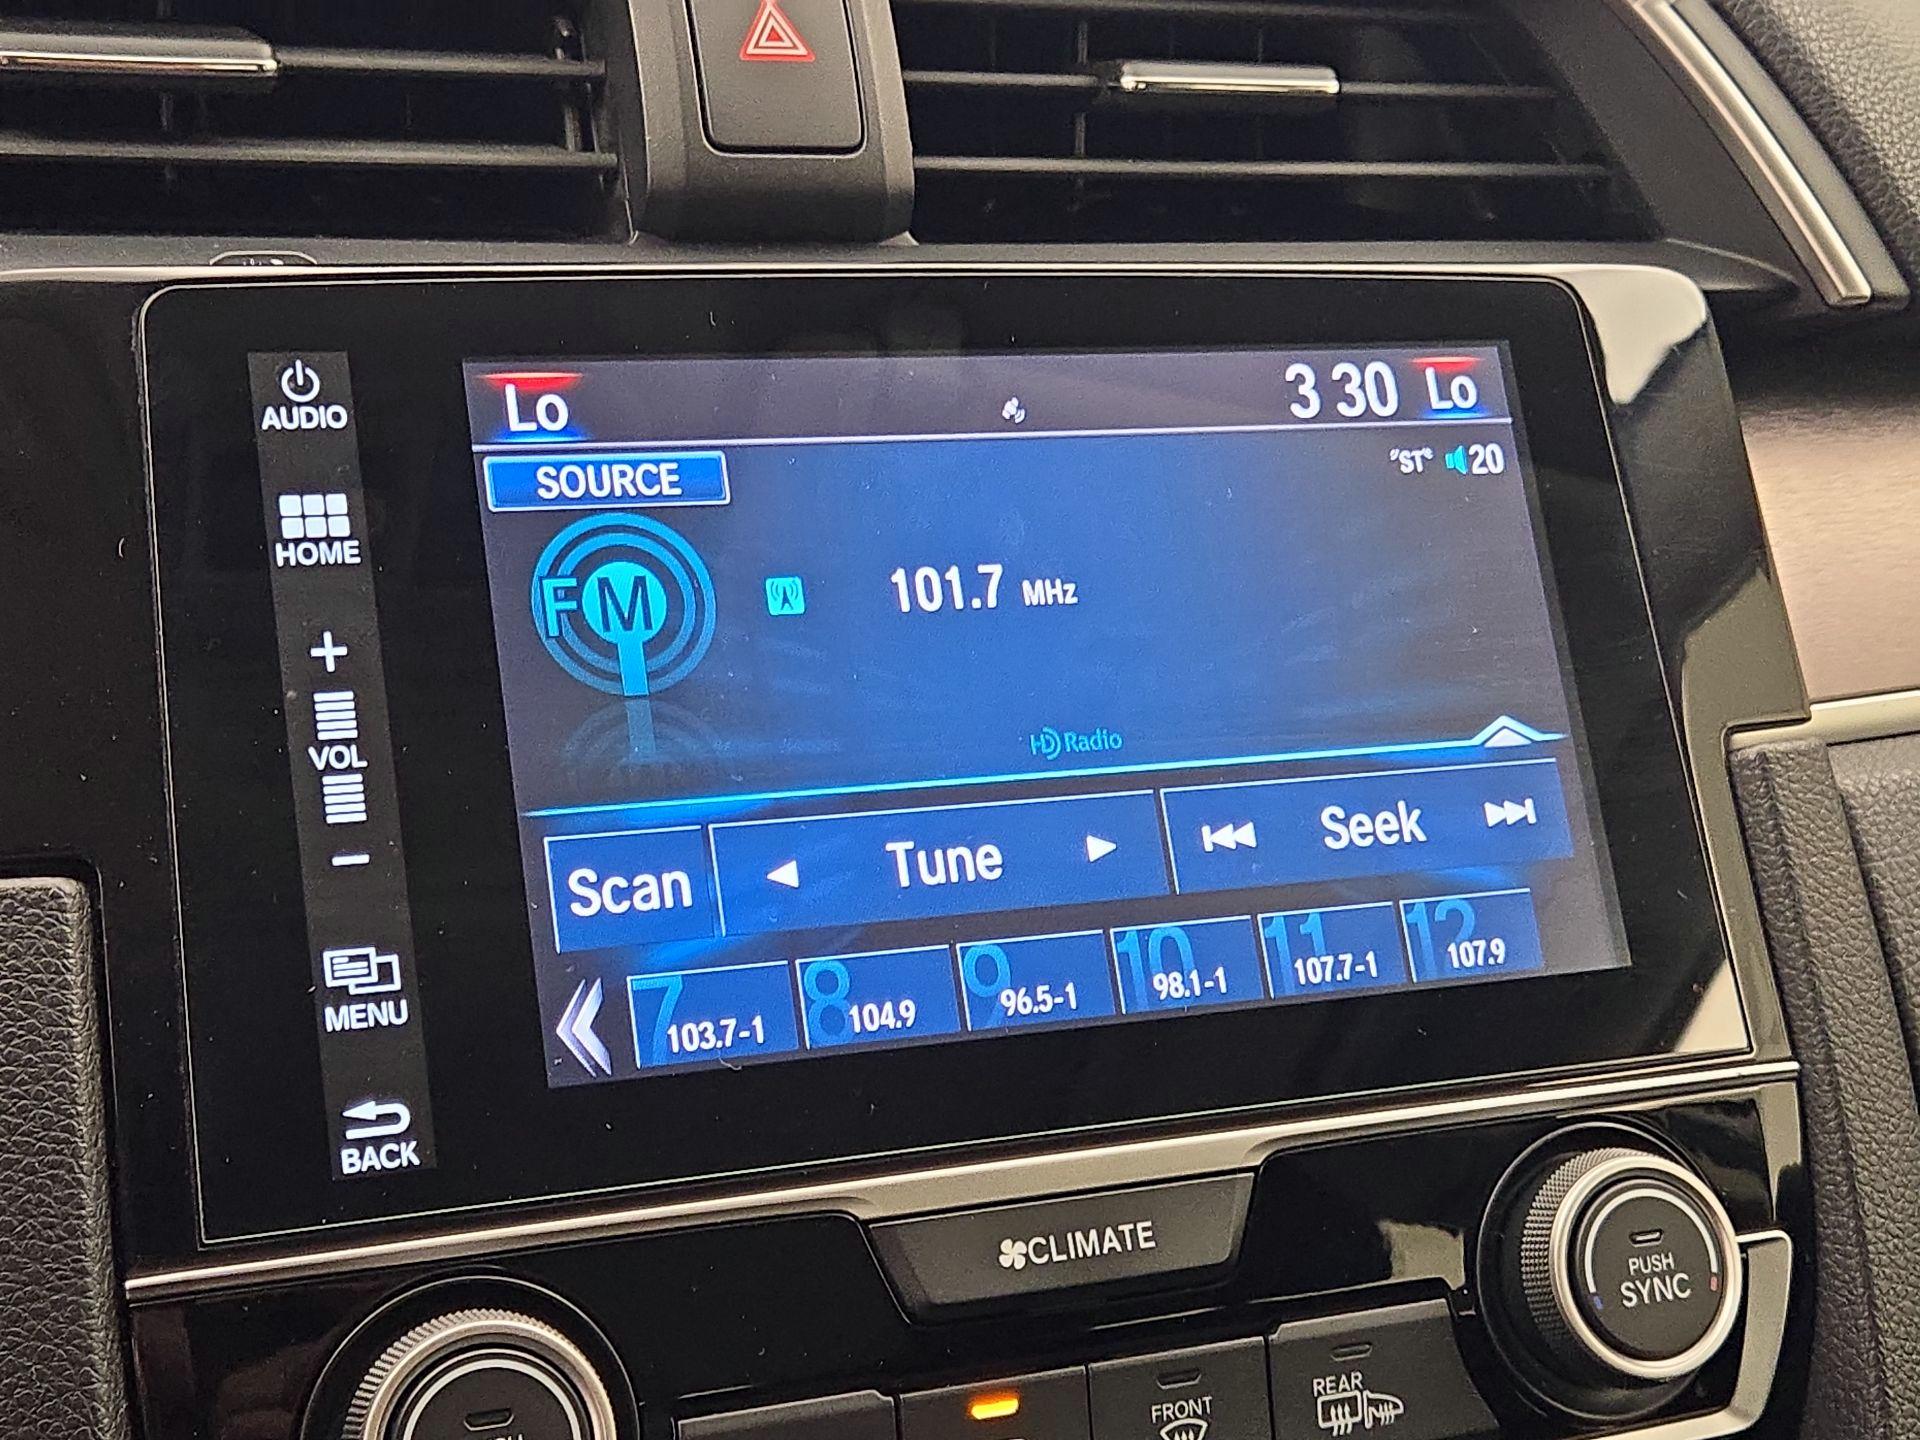 AUDIO
HOME
VOL
MENU
BACK
Lo
3 30 Lo
SOURCE
"ST" 20
FM
101.7 MHz
HD Radio
Scan
Tune
Seek
7 103.7-1
8 104.9
9 96.5-1
10 98.1-1
11 107.7-1
12 107.9
CLIMATE
PUSH
SYNC
FRONT
REAR